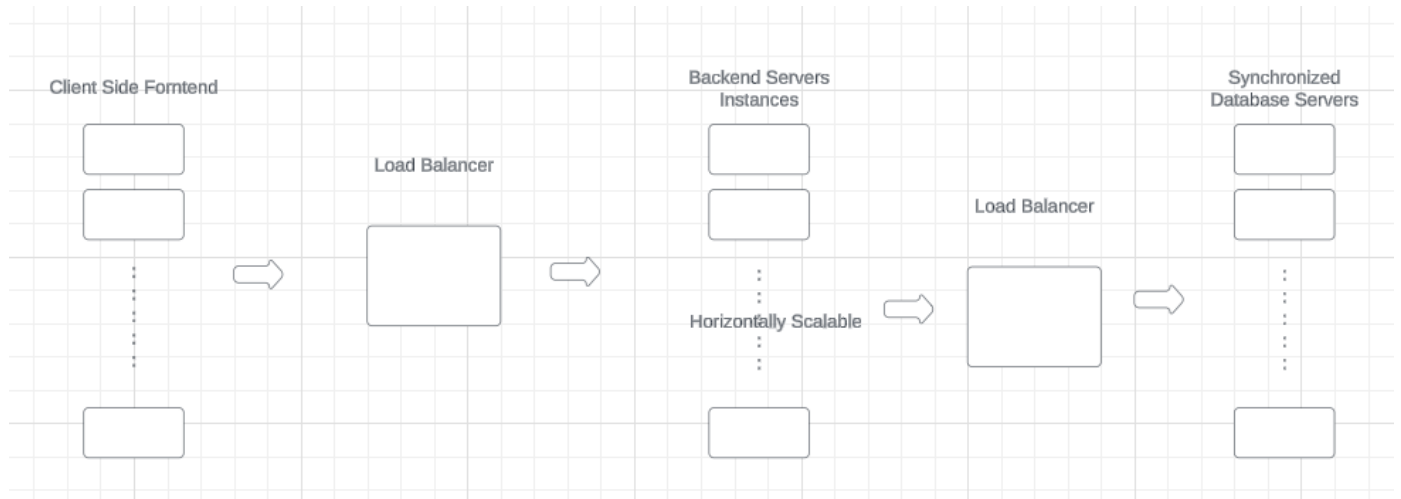 Client Side Forntend
Load Balancer
Backend Servers
Instances
Horizontally Scalable
Load Balancer
Synchronized
Database Servers